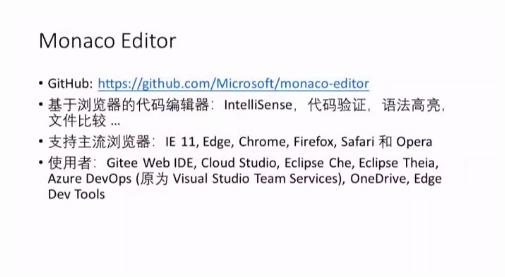 Monaco Editor
• GitHub: https://github.com/Microsoft/monaco-editor
• 基于浏览器的代码编辑器：IntelliSense，代码验证，语法高亮，
文件比较 ...
• 支持主流浏览器：IE 11, Edge, Chrome, Firefox, Safari 和 Opera
• 使用者：Gitee Web IDE, Cloud Studio, Eclipse Che, Eclipse Theia,
Azure DevOps (原为 Visual Studio Team Services), OneDrive, Edge
Dev Tools